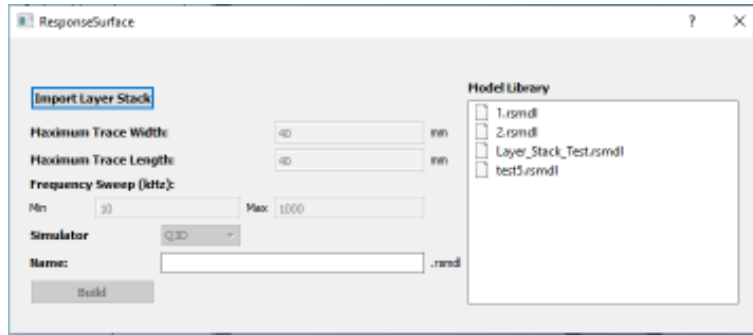 ResponseSurface
? ×
Import Layer Stack
Maximum Trace Width: 40 mm
Maximum Trace Length: 40 mm
Frequency Sweep (kHz):
Min 10 Max 1000
Simulator Q3D
Name: .rsmdl
Build
Model Library
1.rsmdl
2.rsmdl
Layer_Stack_Test.rsmdl
test5.rsmdl